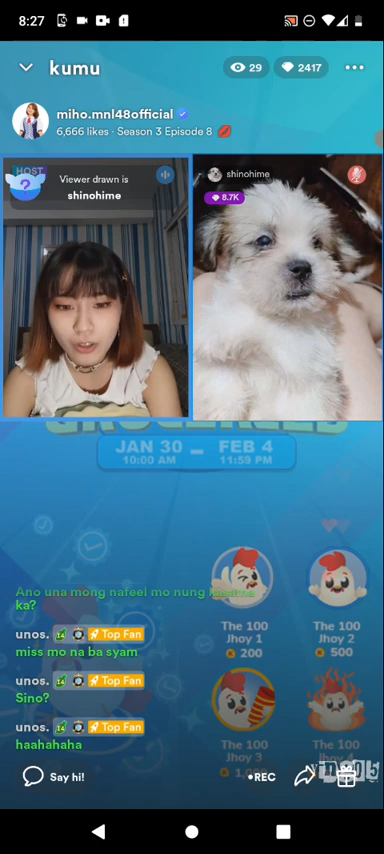 8:27
kumu
29
2417
miho.mnl48official
6,666 likes · Season 3 Episode 8
HOST
Viewer drawn is
shinohime
shinohime
8.7K
JAN 30 – FEB 4
10:00 AM
11:59 PM
Ano una mong nafeel mo nung
ka?
unos. 14 Top Fan
miss mo na ba syam
unos. 14 Top Fan
Sino?
unos. 14 Top Fan
haahahaha
The 100
Jhoy 1
200
The 100
Jhoy 2
500
The 100
Jhoy 3
The 100
Say hi!
•REC